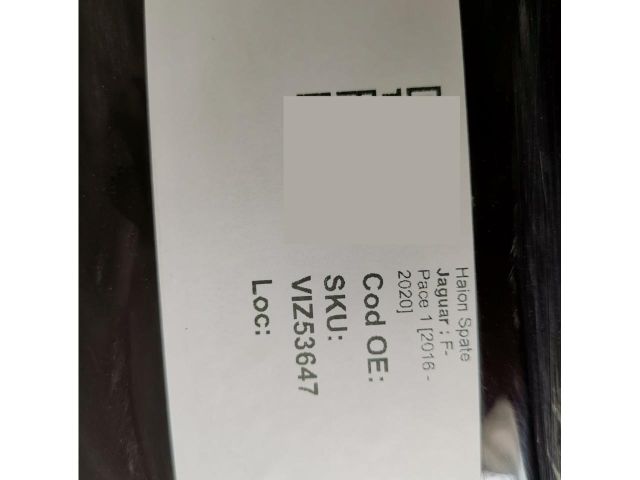 Haion Spate
Jaguar : F-
Pace 1 [2016 -
2020]
Cod OE:
SKU:
VIZ53647
Loc: